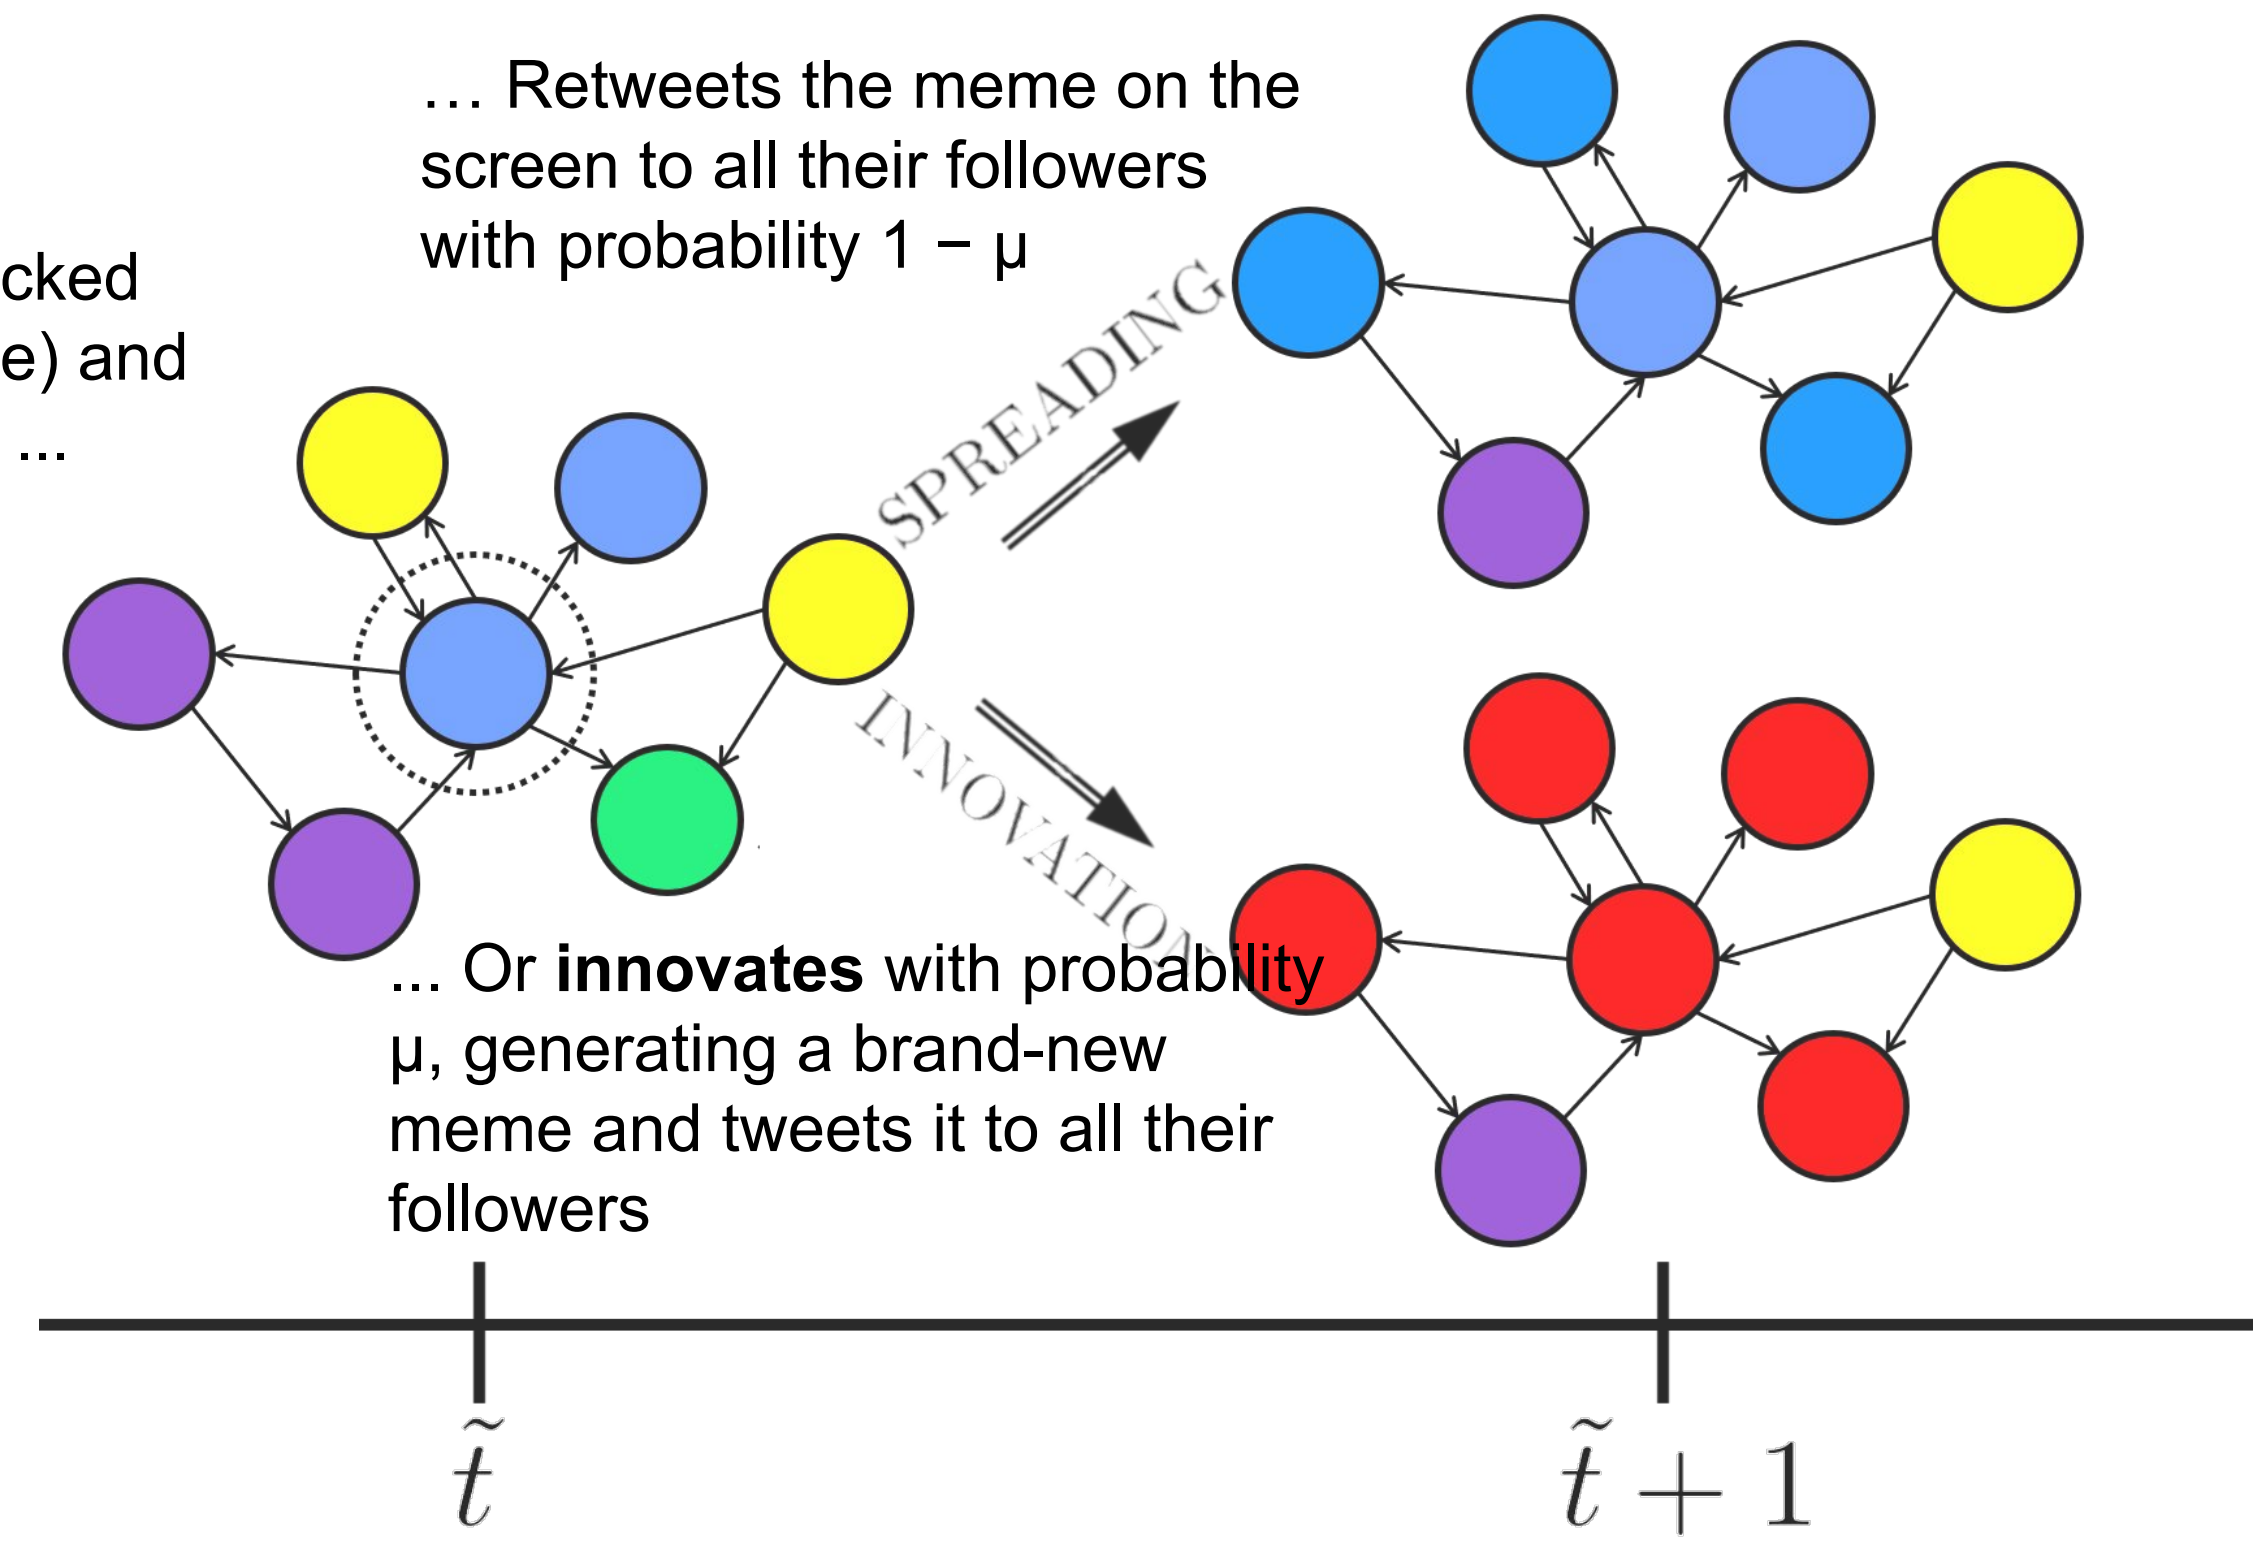 … Retweets the meme on the
screen to all their followers
with probability 1 − μ
cked
e) and
...
SPREADING
INNOVATION
... Or innovates with probability
μ, generating a brand-new
meme and tweets it to all their
followers
t̃
t̃ + 1